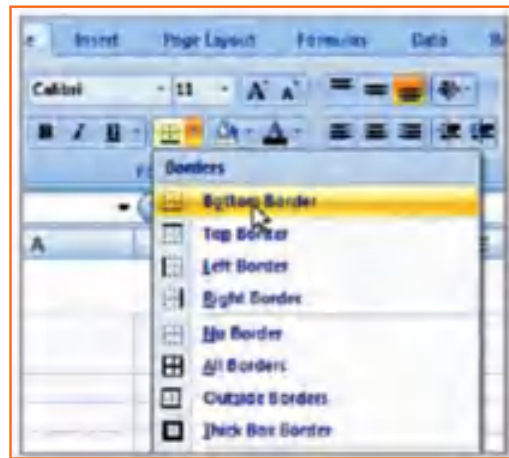 e Insert Page Layout Formulas Data
Calibri 11 A A
B I U A
Borders
Bottom Border
Top Border
Left Border
Right Border
A
No Border
All Borders
Outside Borders
Thick Box Border